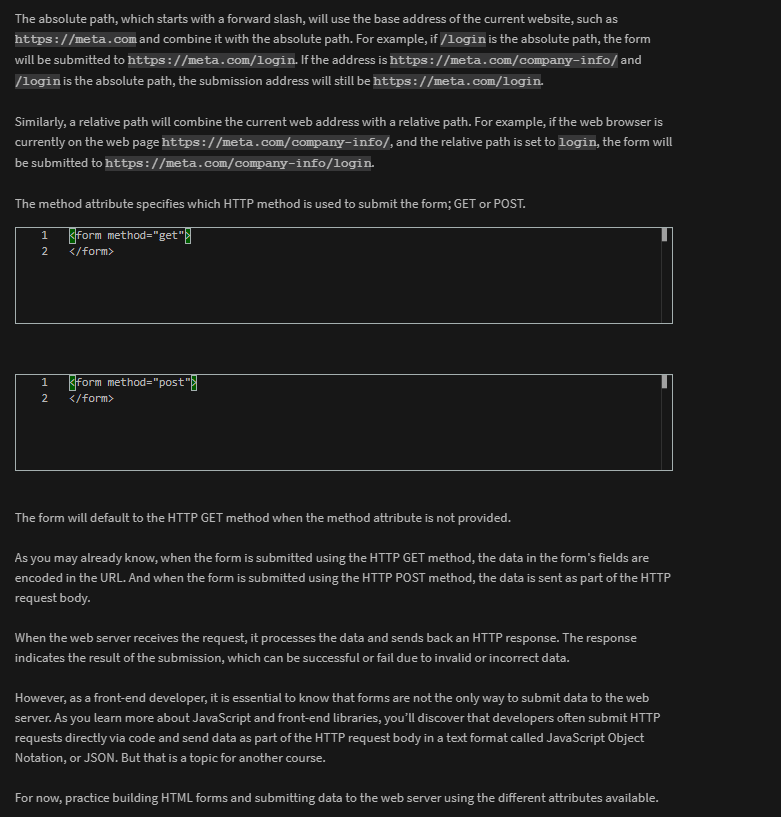 The absolute path, which starts with a forward slash, will use the base address of the current website, such as
https://meta.com and combine it with the absolute path. For example, if /login is the absolute path, the form
will be submitted to https://meta.com/login. If the address is https://meta.com/company-info/ and
/login is the absolute path, the submission address will still be https://meta.com/login.
Similarly, a relative path will combine the current web address with a relative path. For example, if the web browser is
currently on the web page https://meta.com/company-info/, and the relative path is set to login, the form will
be submitted to https://meta.com/company-info/login.
The method attribute specifies which HTTP method is used to submit the form; GET or POST.
1 <form method="get">
2 </form>
1 <form method="post">
2 </form>
The form will default to the HTTP GET method when the method attribute is not provided.
As you may already know, when the form is submitted using the HTTP GET method, the data in the form's fields are
encoded in the URL. And when the form is submitted using the HTTP POST method, the data is sent as part of the HTTP
request body.
When the web server receives the request, it processes the data and sends back an HTTP response. The response
indicates the result of the submission, which can be successful or fail due to invalid or incorrect data.
However, as a front-end developer, it is essential to know that forms are not the only way to submit data to the web
server. As you learn more about JavaScript and front-end libraries, you'll discover that developers often submit HTTP
requests directly via code and send data as part of the HTTP request body in a text format called JavaScript Object
Notation, or JSON. But that is a topic for another course.
For now, practice building HTML forms and submitting data to the web server using the different attributes available.